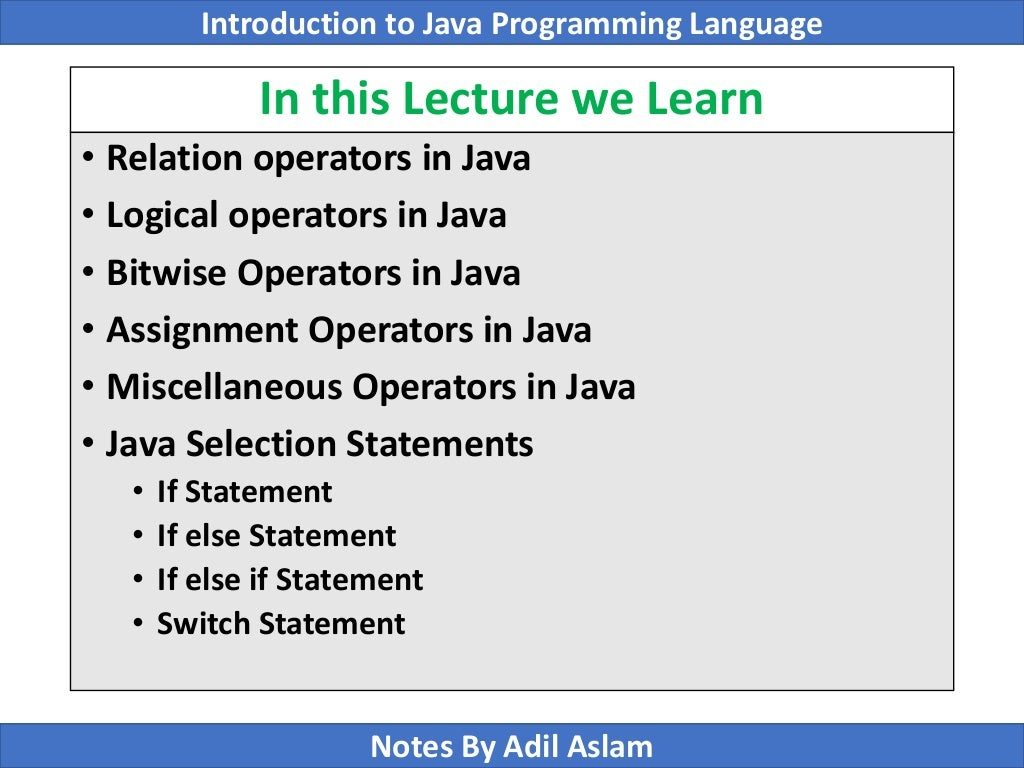 Introduction to Java Programming Language
In this Lecture we Learn
• Relation operators in Java
• Logical operators in Java
• Bitwise Operators in Java
• Assignment Operators in Java
• Miscellaneous Operators in Java
• Java Selection Statements
• If Statement
• If else Statement
• If else if Statement
• Switch Statement
Notes By Adil Aslam